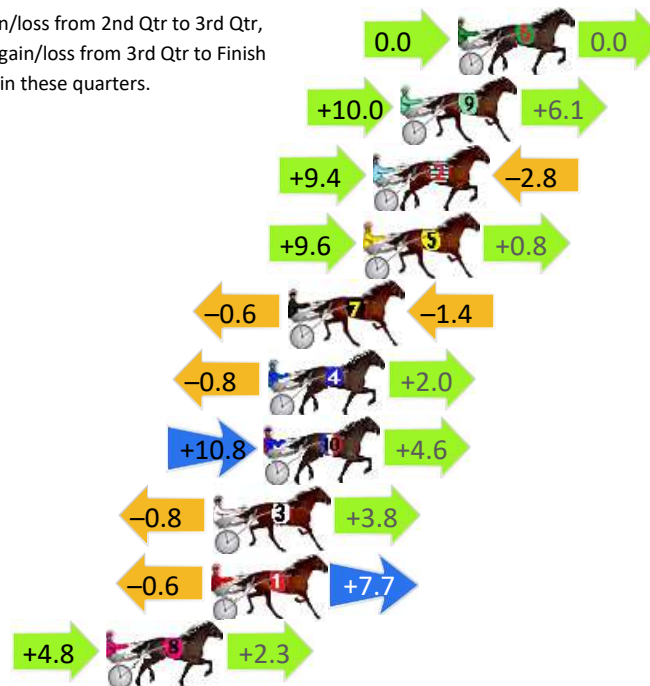 in/loss from 2nd Qtr to 3rd Qtr,
gain/loss from 3rd Qtr to Finish
in these quarters.
0.0 6 0.0
+10.0 9 +6.1
+9.4 2 –2.8
+9.6 5 +0.8
–0.6 7 –1.4
–0.8 4 +2.0
+10.8 10 +4.6
–0.8 3 +3.8
–0.6 1 +7.7
+4.8 8 +2.3